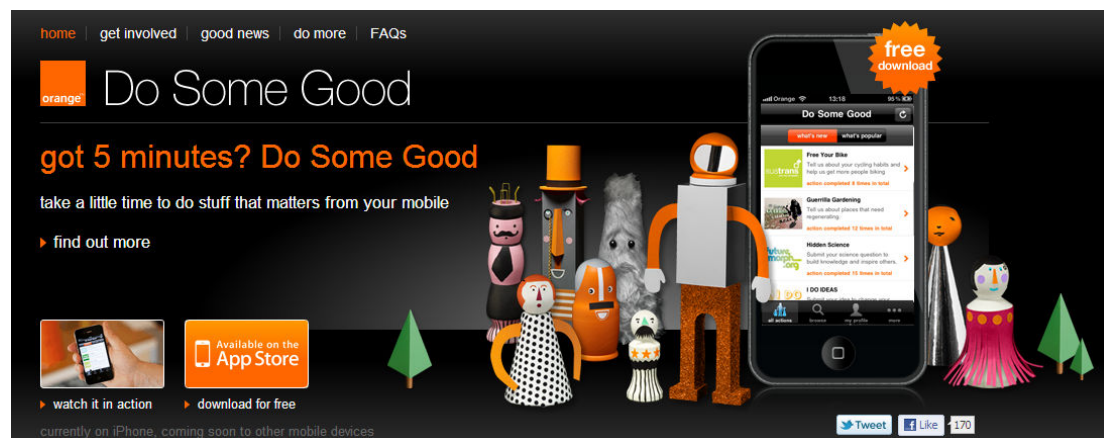 home
get involved
good news
do more
FAQs
free
download
orange™
Do Some Good
got 5 minutes? Do Some Good
take a little time to do stuff that matters from your mobile
find out more
Orange
13:18
95%
Do Some Good
what's new
what's popular
Free Your Bike
Tell us about your cycling habits and
help us get more people biking
action completed 8 times in total
Guerrilla Gardening
Tell us about places that need
regenerating
action completed 12 times in total
Hidden Science
Submit your science question to
build knowledge and inspire others.
action completed 15 times in total
I DO IDEAS
all actions
browse
my profile
more
Available on the
App Store
watch it in action
download for free
currently on iPhone, coming soon to other mobile devices
Tweet
Like
170